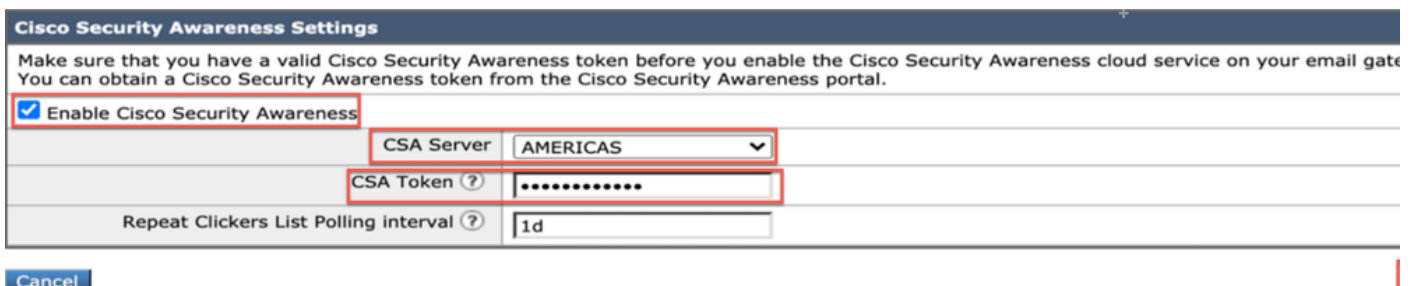 Cisco Security Awareness Settings
Make sure that you have a valid Cisco Security Awareness token before you enable the Cisco Security Awareness cloud service on your email gate
You can obtain a Cisco Security Awareness token from the Cisco Security Awareness portal.
Enable Cisco Security Awareness
CSA Server AMERICAS
CSA Token ? ••••••••••••
Repeat Clickers List Polling interval ? 1d
Cancel